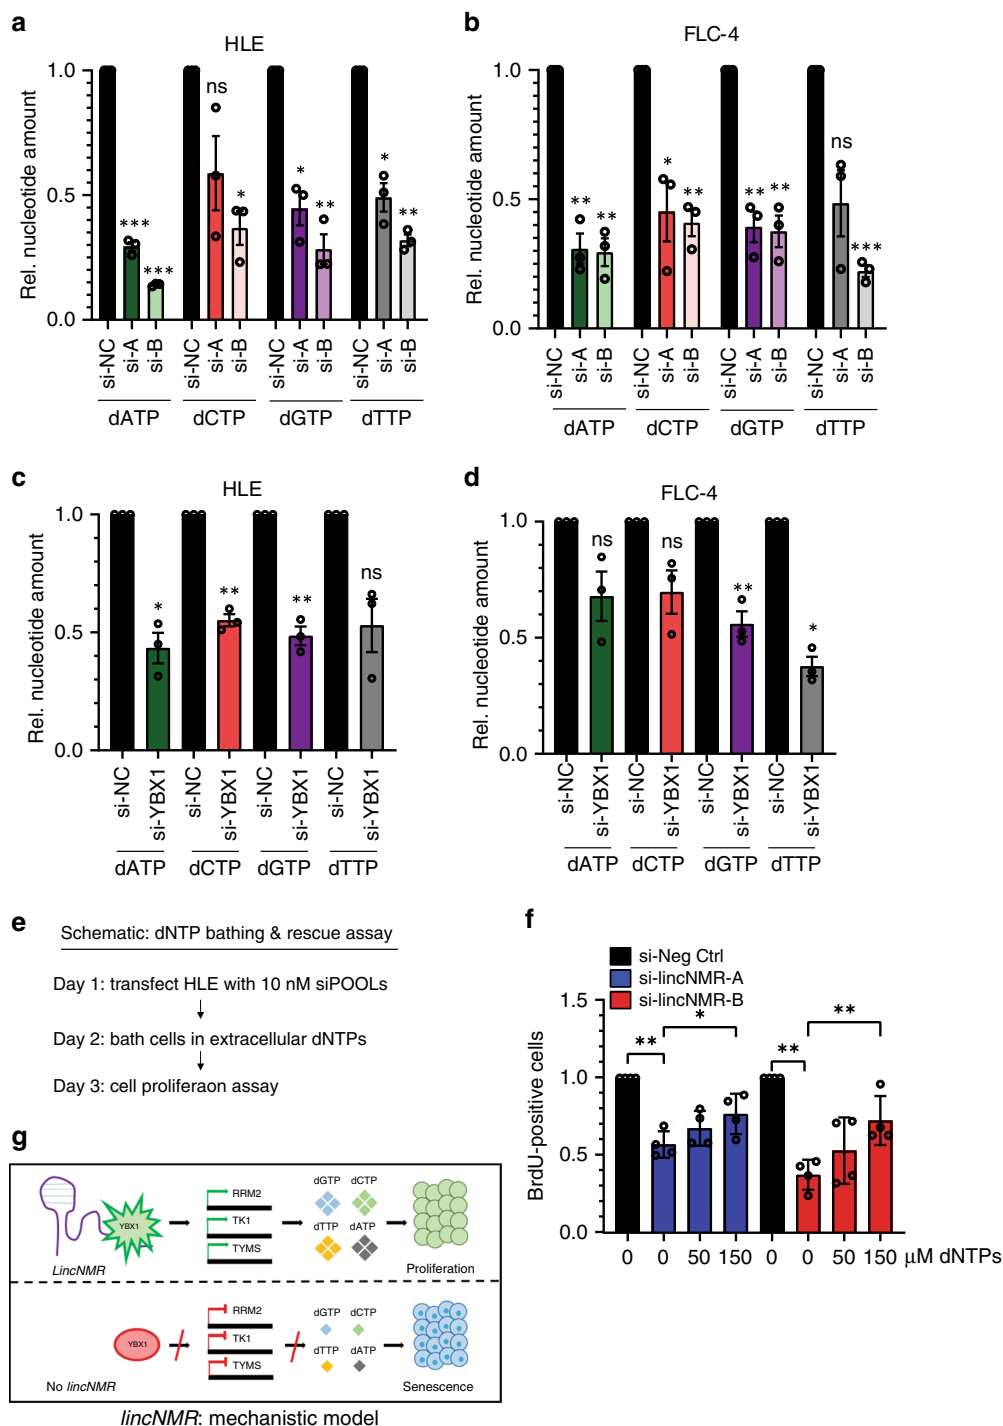 a
HLE
Rel. nucleotide amount
1.0
0.5
0.0
*** *** ns * * ** * **
si-NC si-A si-B si-NC si-A si-B si-NC si-A si-B si-NC si-A si-B
dATP dCTP dGTP dTTP
b
FLC-4
Rel. nucleotide amount
1.0
0.5
0.0
** ** * ** ** ** ns ***
si-NC si-A si-B si-NC si-A si-B si-NC si-A si-B si-NC si-A si-B
dATP dCTP dGTP dTTP
c
HLE
Rel. nucleotide amount
1.0
0.5
0.0
* ** ** ns
si-NC si-YBX1 si-NC si-YBX1 si-NC si-YBX1 si-NC si-YBX1
dATP dCTP dGTP dTTP
d
FLC-4
Rel. nucleotide amount
1.0
0.5
0.0
ns ns ** *
si-NC si-YBX1 si-NC si-YBX1 si-NC si-YBX1 si-NC si-YBX1
dATP dCTP dGTP dTTP
e
Schematic: dNTP bathing & rescue assay
Day 1: transfect HLE with 10 nM siPOOLs
Day 2: bath cells in extracellular dNTPs
Day 3: cell proliferaon assay
f
si-Neg Ctrl
si-lincNMR-A
si-lincNMR-B
BrdU-positive cells
1.5
1.0
0.5
0.0
** * ** **
0 0 50 150 0 0 50 150 μM dNTPs
g
YBX1
LincNMR
RRM2
TK1
TYMS
dGTP dCTP
dTTP dATP
Proliferation
YBX1
No lincNMR
RRM2
TK1
TYMS
dGTP dCTP
dTTP dATP
Senescence
lincNMR: mechanistic model